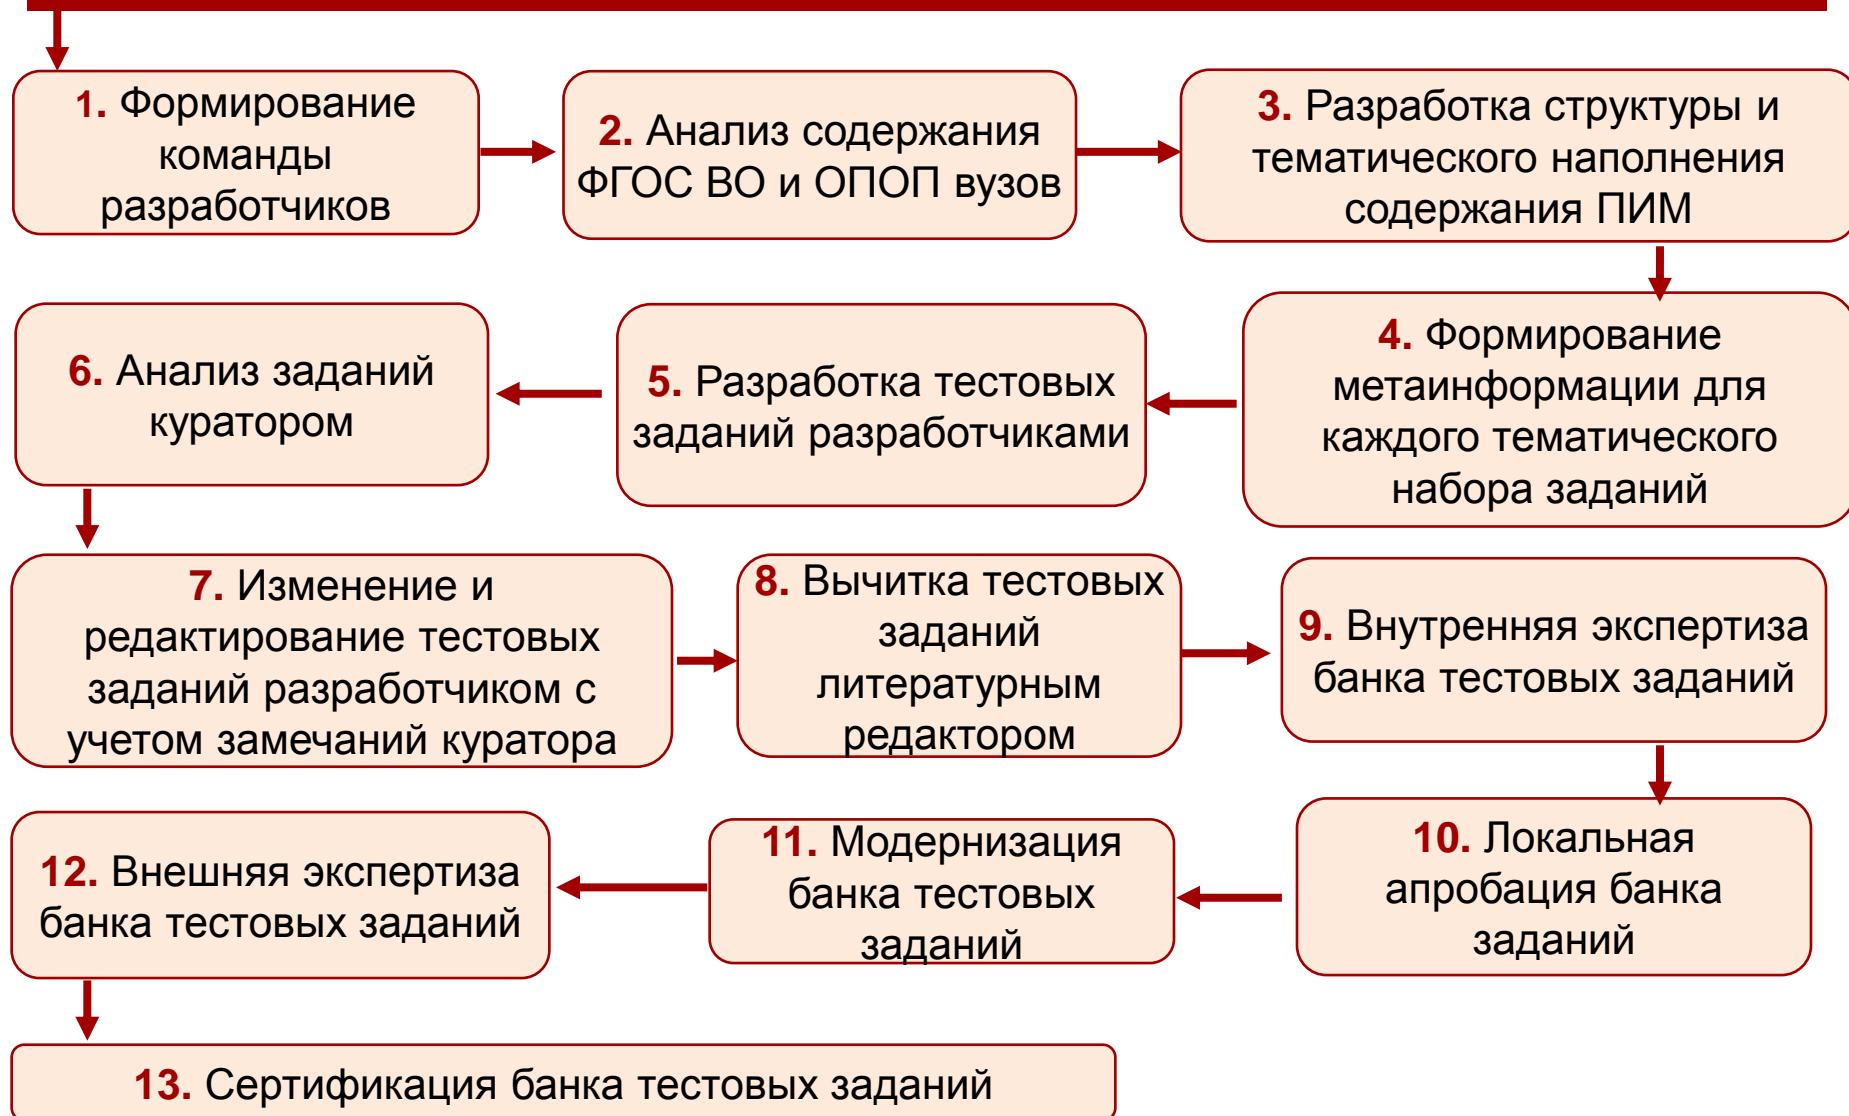 1. Формирование
команды
разработчиков
2. Анализ содержания
ФГОС ВО и ОПОП вузов
3. Разработка структуры и
тематического наполнения
содержания ПИМ
4. Формирование
метаинформации для
каждого тематического
набора заданий
5. Разработка тестовых
заданий разработчиками
6. Анализ заданий
куратором
7. Изменение и
редактирование тестовых
заданий разработчиком с
учетом замечаний куратора
8. Вычитка тестовых
заданий
литературным
редактором
9. Внутренняя экспертиза
банка тестовых заданий
10. Локальная
апробация банка
заданий
11. Модернизация
банка тестовых
заданий
12. Внешняя экспертиза
банка тестовых заданий
13. Сертификация банка тестовых заданий